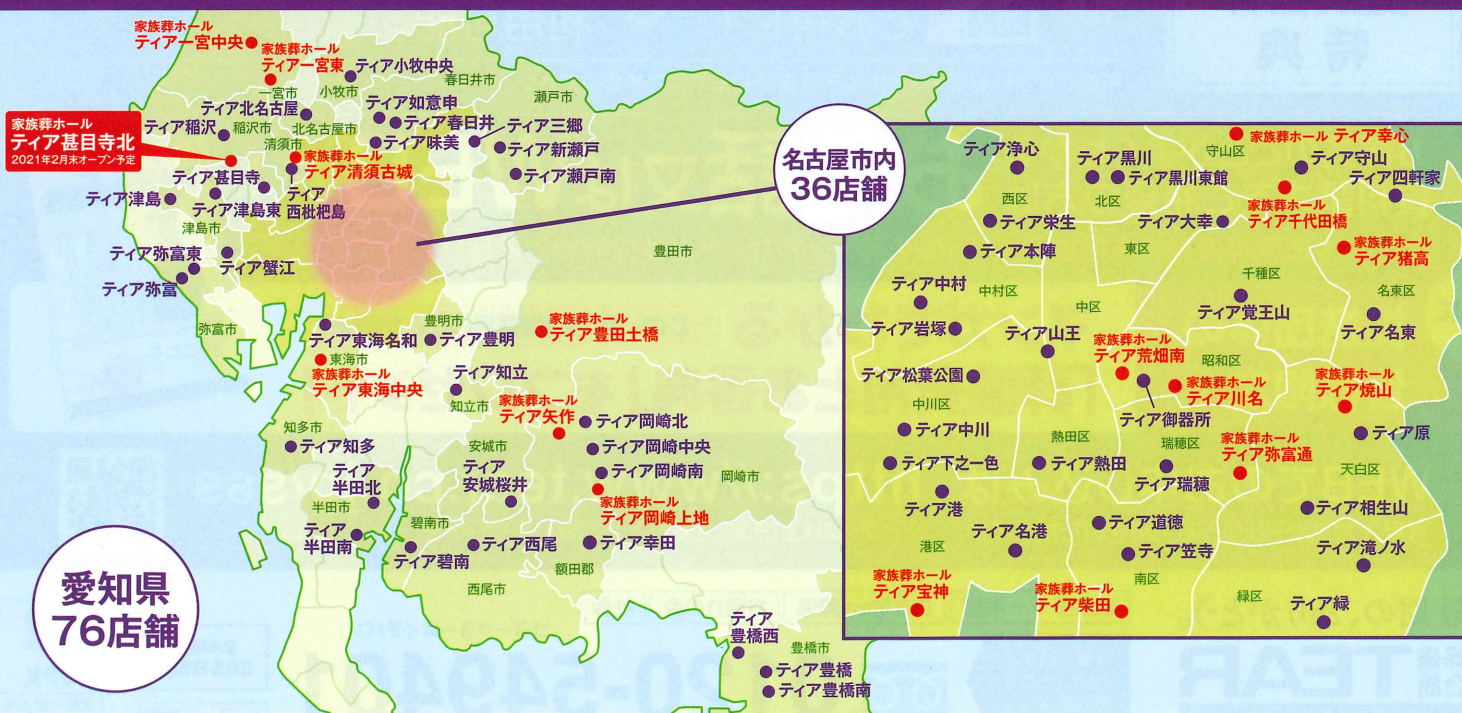 家族葬ホール
ティア一宮中央
家族葬ホール
ティア一宮東
ティア小牧中央
一宮市
小牧市
春日井市
瀬戸市
ティア北名古屋
ティア如意申
ティア春日井
ティア稲沢
稲沢市
北名古屋市
ティア味美
ティア三郷
清須市
ティア新瀬戸
家族葬ホール
ティア甚目寺北
2021年2月末オープン予定
家族葬ホール
ティア清須古城
ティア瀬戸南
ティア甚目寺
ティア津島
ティア津島東
ティア
西枇杷島
津島市
ティア弥富東
ティア蟹江
ティア弥富
弥富市
豊田市
名古屋市内
36店舗
ティア東海名和
豊明市
ティア豊明
家族葬ホール
ティア豊田土橋
東海市
家族葬ホール
ティア東海中央
ティア知立
知立市
家族葬ホール
ティア矢作
ティア岡崎北
知多市
ティア知多
安城市
ティア岡崎中央
ティア
安城桜井
ティア岡崎南
岡崎市
ティア
半田北
半田市
家族葬ホール
ティア岡崎上地
碧南市
ティア
半田南
ティア碧南
ティア西尾
ティア幸田
額田郡
西尾市
愛知県
76店舗
ティア
豊橋西
豊橋市
ティア豊橋
ティア豊橋南
家族葬ホール ティア幸心
守山区
ティア浄心
ティア黒川
ティア黒川東館
ティア守山
ティア四軒家
西区
北区
家族葬ホール
ティア千代田橋
ティア栄生
ティア大幸
ティア本陣
東区
家族葬ホール
ティア猪高
千種区
ティア中村
中村区
中区
ティア覚王山
名東区
ティア岩塚
ティア山王
ティア名東
家族葬ホール
ティア荒畑南
昭和区
ティア松葉公園
家族葬ホール
ティア川名
家族葬ホール
ティア焼山
中川区
ティア御器所
ティア中川
熱田区
瑞穂区
家族葬ホール
ティア弥富通
ティア原
ティア下之一色
ティア熱田
ティア瑞穂
天白区
ティア港
ティア相生山
ティア名港
ティア道徳
港区
ティア笠寺
ティア滝ノ水
家族葬ホール
ティア宝神
家族葬ホール
ティア柴田
南区
緑区
ティア緑